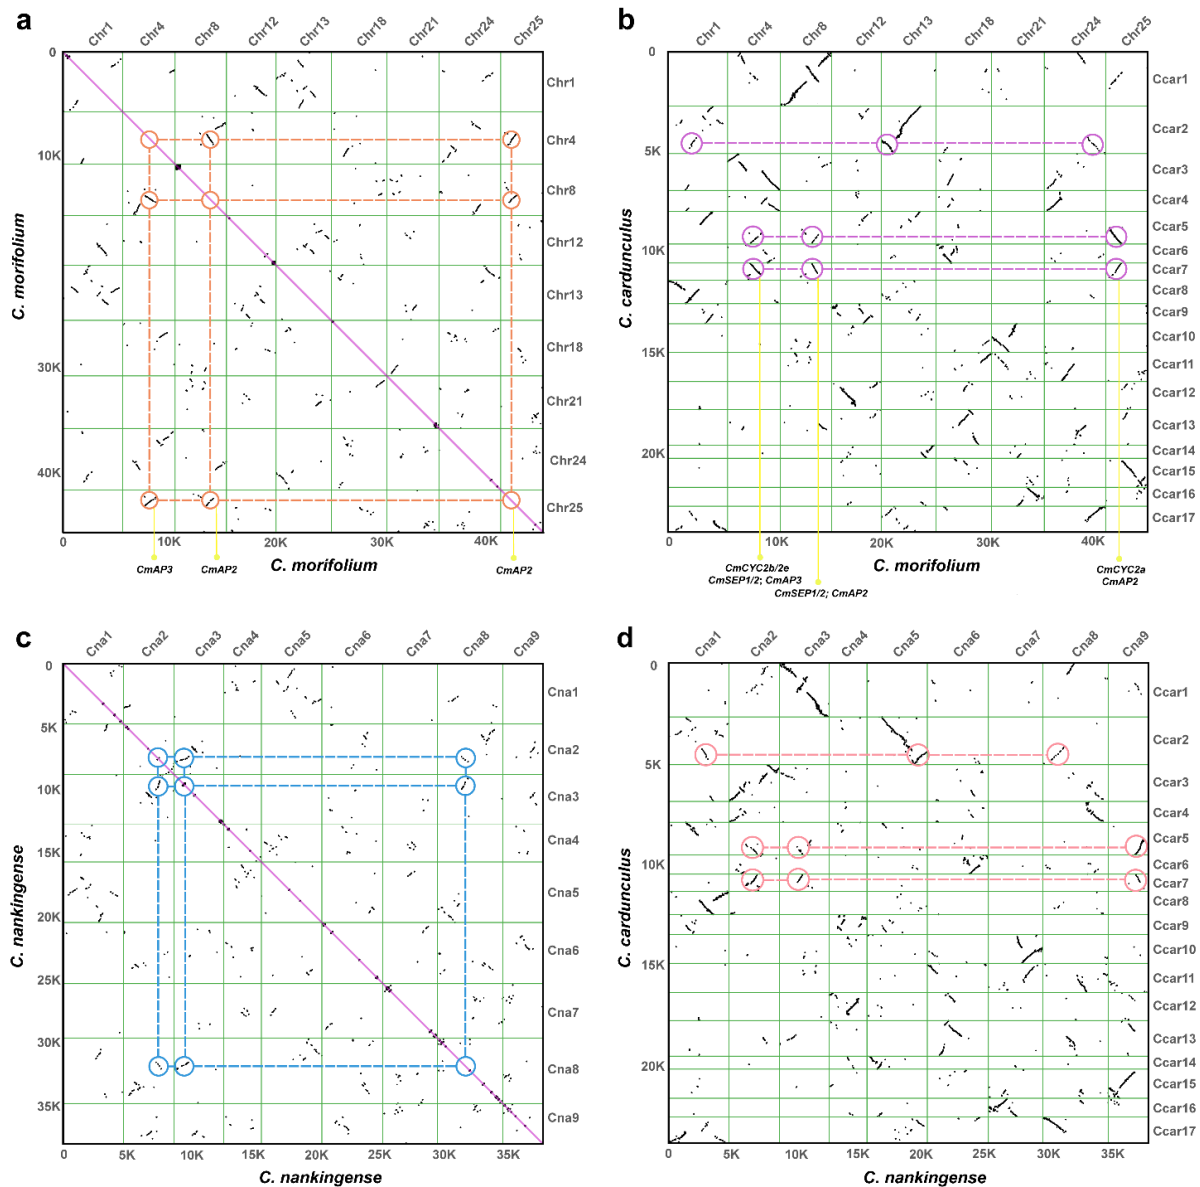 a
Chr1 Chr4 Chr8 Chr12 Chr13 Chr18 Chr21 Chr24 Chr25
0
10K
30K
40K
C. morifolium
Chr1
Chr4
Chr8
Chr12
Chr13
Chr18
Chr21
Chr24
Chr25
0 10K 20K 30K 40K
CmAP3 CmAP2 C. morifolium CmAP2
b
Chr1 Chr4 Chr8 Chr12 Chr13 Chr18 Chr21 Chr24 Chr25
0
5K
10K
15K
20K
C. cardunculus
Ccar1
Ccar2
Ccar3
Ccar4
Ccar5
Ccar6
Ccar7
Ccar8
Ccar9
Ccar10
Ccar11
Ccar12
Ccar13
Ccar14
Ccar15
Ccar16
Ccar17
0 10K 20K 30K 40K
C. morifolium
CmCYC2b/2e
CmSEP1/2; CmAP3
CmSEP1/2; CmAP2
CmCYC2a
CmAP2
c
Cna1 Cna2 Cna3 Cna4 Cna5 Cna6 Cna7 Cna8 Cna9
0
5K
10K
15K
20K
25K
30K
35K
C. nankingense
Cna1
Cna2
Cna3
Cna4
Cna5
Cna6
Cna7
Cna8
Cna9
0 5K 10K 15K 20K 25K 30K 35K
C. nankingense
d
Cna1 Cna2 Cna3 Cna4 Cna5 Cna6 Cna7 Cna8 Cna9
0
5K
10K
15K
20K
C. cardunculus
Ccar1
Ccar2
Ccar3
Ccar4
Ccar5
Ccar6
Ccar7
Ccar8
Ccar9
Ccar10
Ccar11
Ccar12
Ccar13
Ccar14
Ccar15
Ccar16
Ccar17
0 5K 10K 15K 20K 25K 30K 35K
C. nankingense